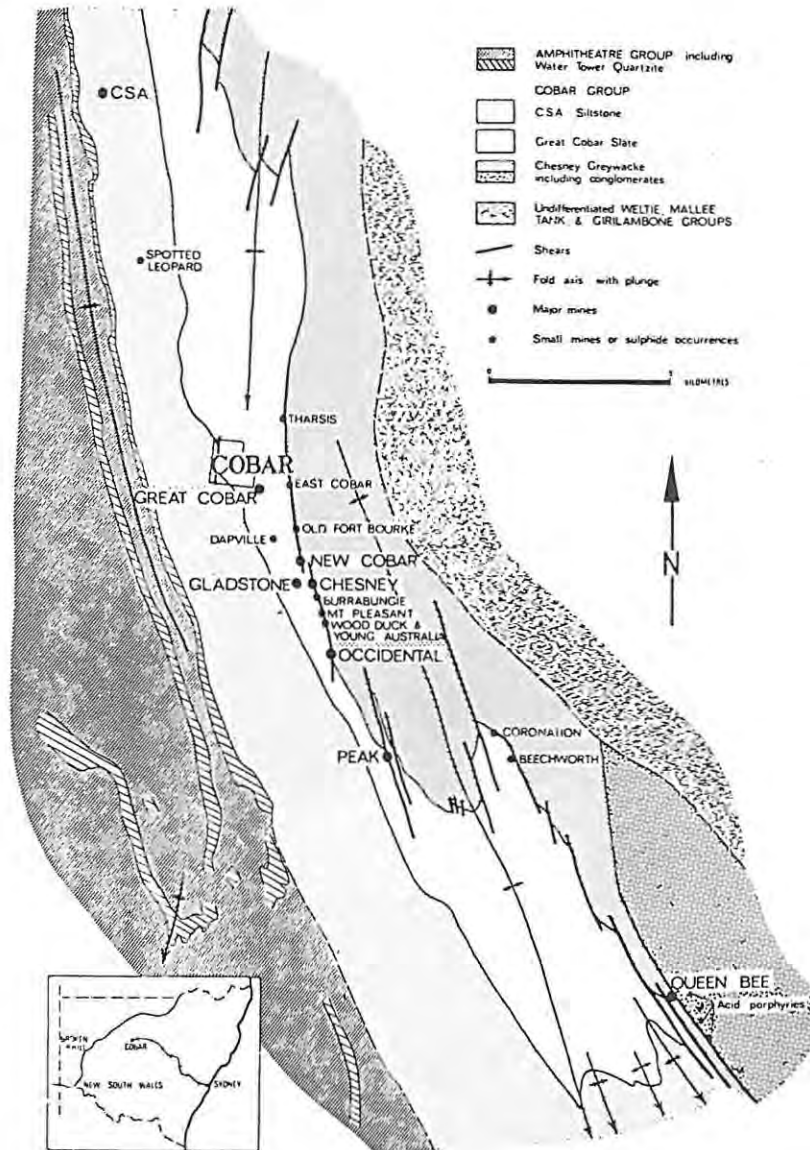 AMPHITHEATRE GROUP including
Water Tower Quartzite
COBAR GROUP
CSA Siltstone
Great Cobar Slate
Chesney Greywacke
including conglomerates
Undifferentiated WELTIE, MALLEE
TANK, & GIRILAMBONE GROUPS
Shears
Fold axis with plunge
Major mines
Small mines or sulphide occurrences
KILOMETRES
CSA
SPOTTED
LEOPARD
THARSIS
COBAR
EAST COBAR
GREAT COBAR
OLD FORT BOURKE
DAPVILLE
NEW COBAR
GLADSTONE
CHESNEY
BURRABUNGIE
MT PLEASANT
WOOD DUCK &
YOUNG AUSTRALIA
OCCIDENTAL
N
CORONATION
PEAK
BEECHWORTH
QUEEN BEE
Acid porphyries
BROKEN
HILL
COBAR
NEW SOUTH WALES
SYDNEY